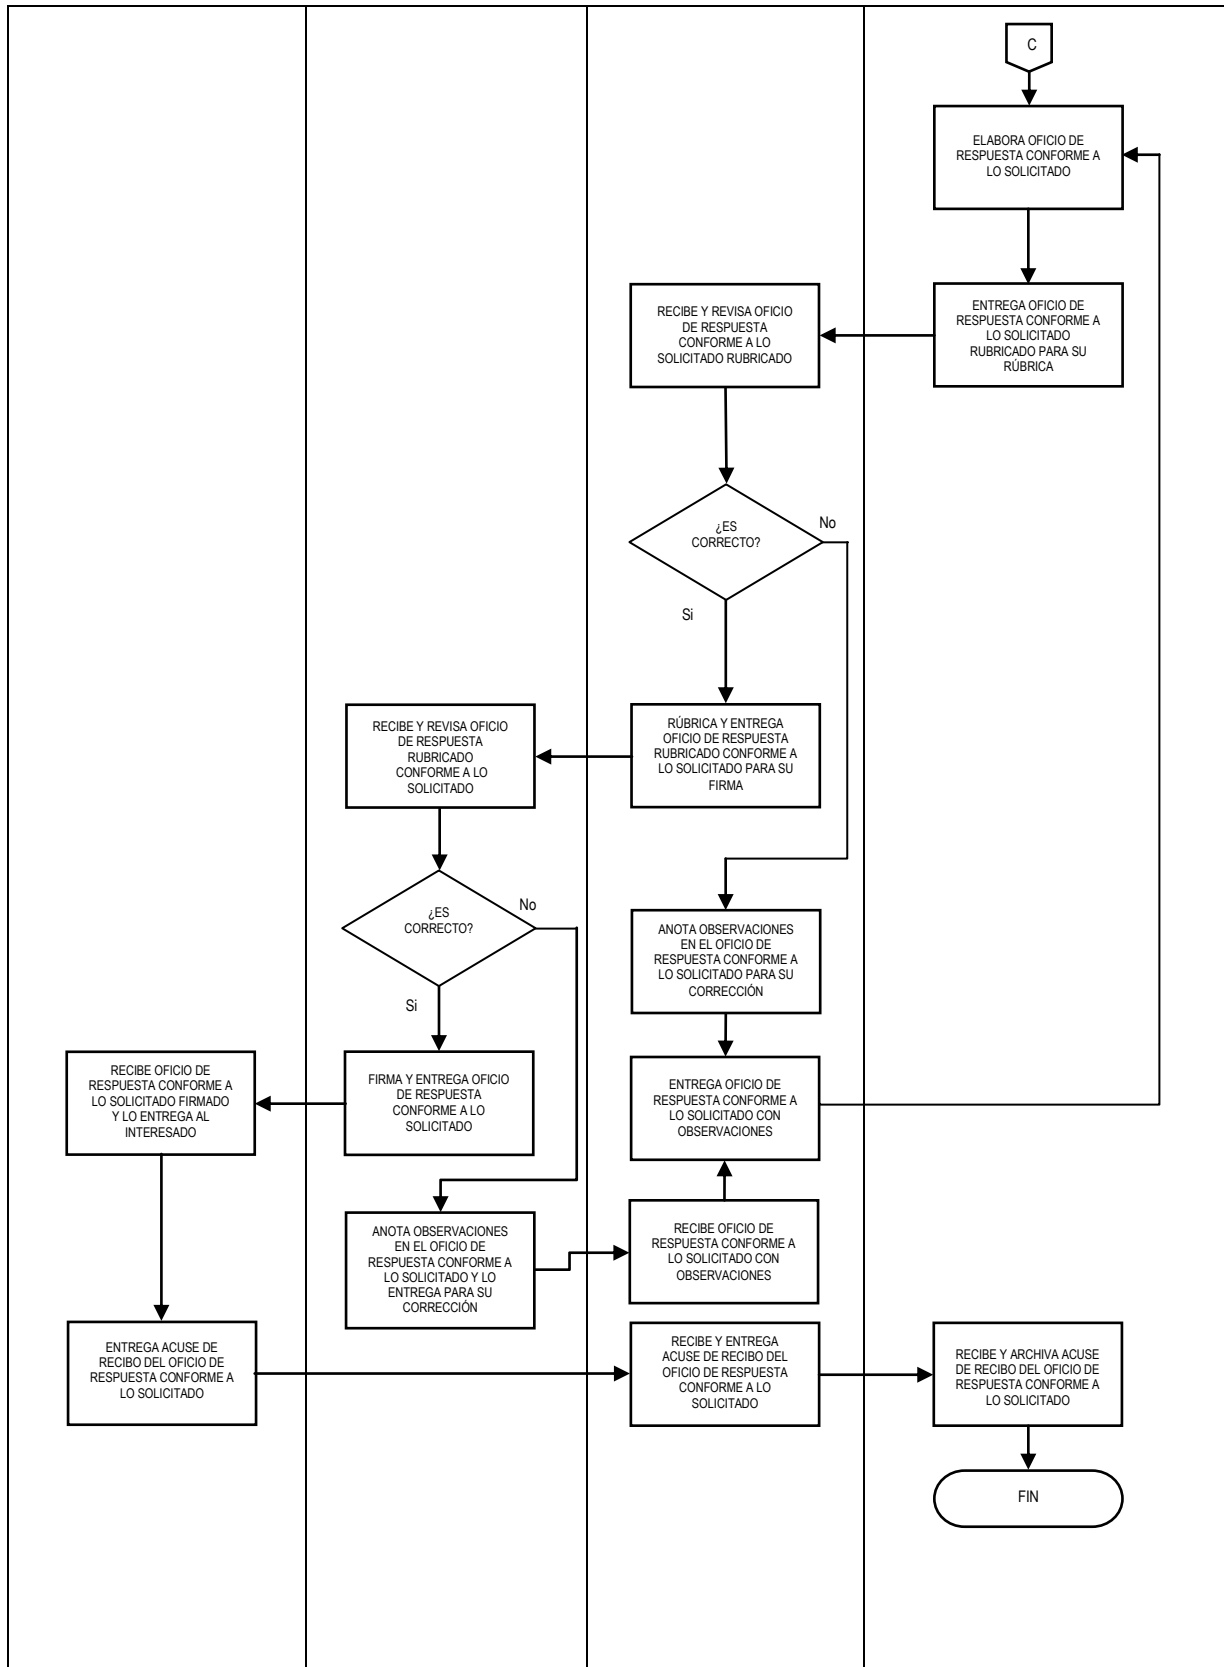 C
ELABORA OFICIO DE
RESPUESTA CONFORME A
LO SOLICITADO
ENTREGA OFICIO DE
RESPUESTA CONFORME A
LO SOLICITADO
RUBRICADO PARA SU
RÚBRICA
RECIBE Y REVISA OFICIO
DE RESPUESTA
CONFORME A LO
SOLICITADO RUBRICADO
¿ES
CORRECTO?
No
Si
RÚBRICA Y ENTREGA
OFICIO DE RESPUESTA
RUBRICADO CONFORME A
LO SOLICITADO PARA SU
FIRMA
RECIBE Y REVISA OFICIO
DE RESPUESTA
RUBRICADO
CONFORME A LO
SOLICITADO
¿ES
CORRECTO?
No
Si
ANOTA OBSERVACIONES
EN EL OFICIO DE
RESPUESTA CONFORME A
LO SOLICITADO PARA SU
CORRECCIÓN
FIRMA Y ENTREGA OFICIO
DE RESPUESTA
CONFORME A LO
SOLICITADO
RECIBE OFICIO DE
RESPUESTA CONFORME A
LO SOLICITADO FIRMADO
Y LO ENTREGA AL
INTERESADO
ENTREGA OFICIO DE
RESPUESTA CONFORME A
LO SOLICITADO CON
OBSERVACIONES
ANOTA OBSERVACIONES
EN EL OFICIO DE
RESPUESTA CONFORME A
LO SOLICITADO Y LO
ENTREGA PARA SU
CORRECCIÓN
RECIBE OFICIO DE
RESPUESTA CONFORME A
LO SOLICITADO CON
OBSERVACIONES
ENTREGA ACUSE DE
RECIBO DEL OFICIO DE
RESPUESTA CONFORME A
LO SOLICITADO
RECIBE Y ENTREGA
ACUSE DE RECIBO DEL
OFICIO DE RESPUESTA
CONFORME A LO
SOLICITADO
RECIBE Y ARCHIVA ACUSE
DE RECIBO DEL OFICIO DE
RESPUESTA CONFORME A
LO SOLICITADO
FIN